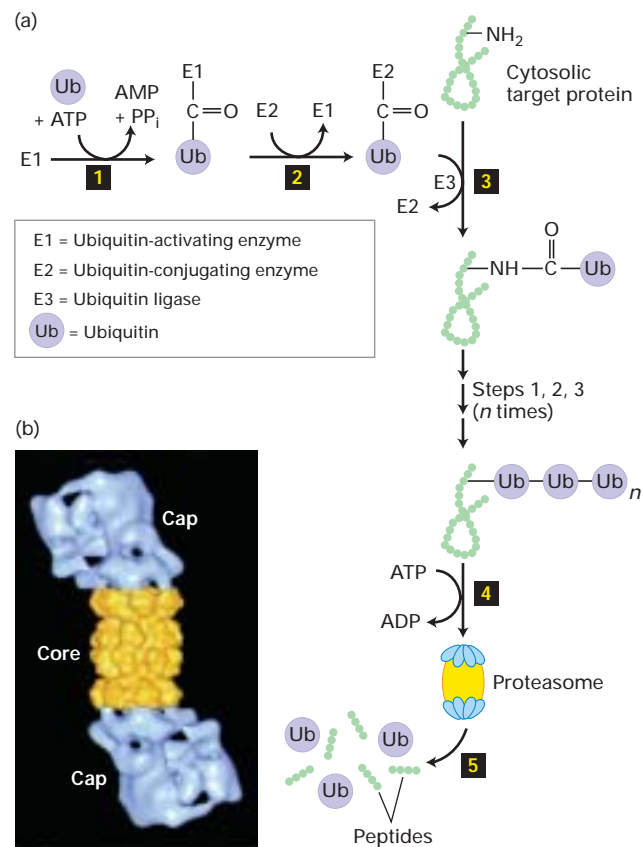 (a)
Ub
+ ATP
AMP
+ PPi
E1
1
E1
C=O
Ub
E2
E1
2
E2
C=O
Ub
NH2
Cytosolic
target protein
E3
E2
3
E1 = Ubiquitin-activating enzyme
E2 = Ubiquitin-conjugating enzyme
E3 = Ubiquitin ligase
Ub = Ubiquitin
O
NH C Ub
Steps 1, 2, 3
(n times)
Ub Ub Ub n
ATP
ADP
4
Proteasome
5
Ub
Ub
Ub
Peptides
(b)
Cap
Core
Cap